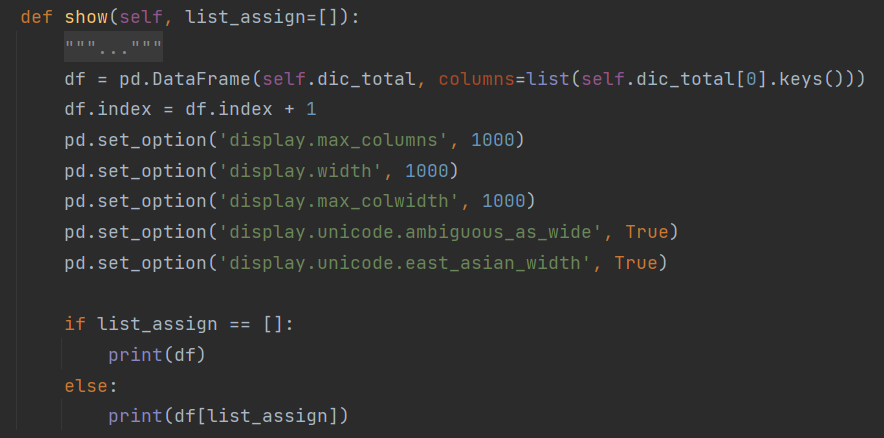 def show(self, list_assign=[]):
"""..."""
df = pd.DataFrame(self.dic_total, columns=list(self.dic_total[0].keys()))
df.index = df.index + 1
pd.set_option('display.max_columns', 1000)
pd.set_option('display.width', 1000)
pd.set_option('display.max_colwidth', 1000)
pd.set_option('display.unicode.ambiguous_as_wide', True)
pd.set_option('display.unicode.east_asian_width', True)
if list_assign == []:
print(df)
else:
print(df[list_assign])